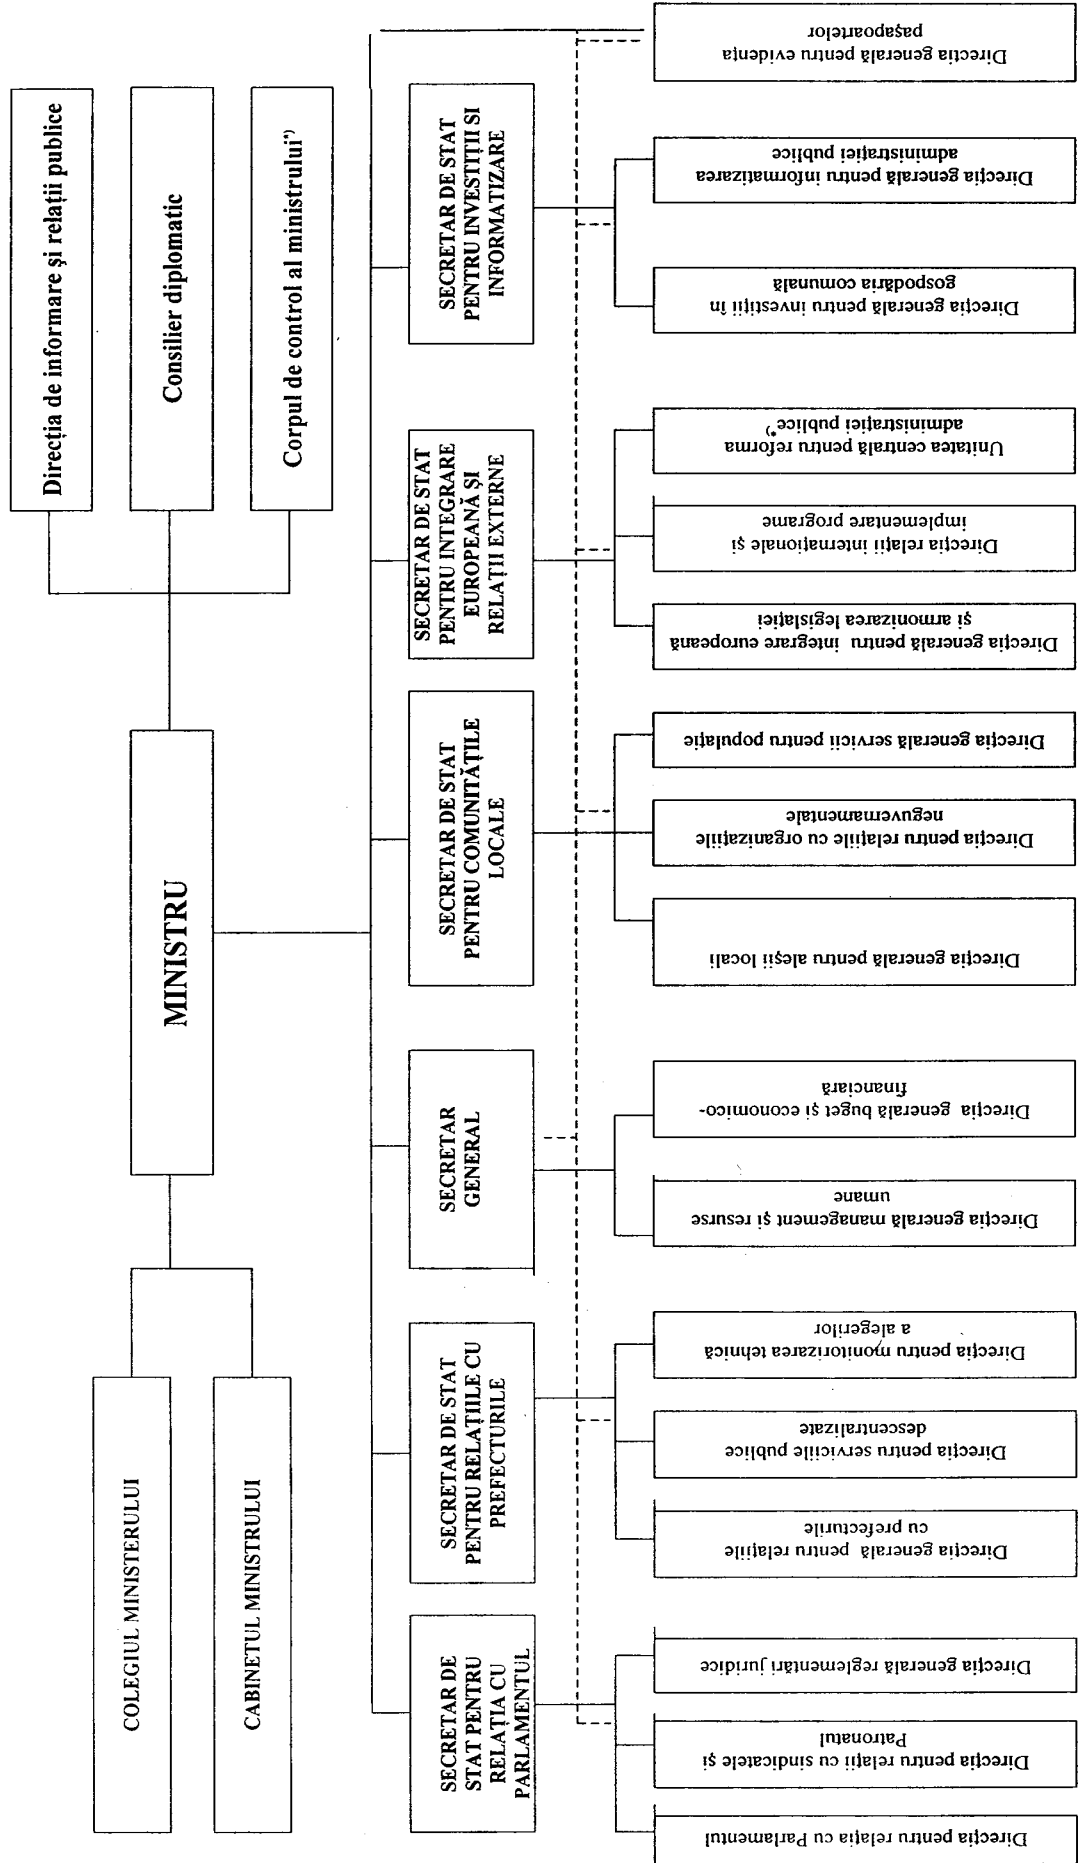 COLEGIUL MINISTERULUI
CABINETUL MINISTRULUI
MINISTRU
Direcția de informare și relații publice
Consilier diplomatic
Corpul de control al ministrului*)
SECRETAR DE
STAT PENTRU
RELAȚIA CU
PARLAMENTUL
SECRETAR DE STAT
PENTRU RELAȚIILE CU
PREFECTURILE
SECRETAR
GENERAL
SECRETAR DE STAT
PENTRU COMUNITĂȚILE
LOCALE
SECRETAR DE STAT
PENTRU INTEGRARE
EUROPEANĂ ȘI
RELAȚII EXTERNE
SECRETAR DE STAT
PENTRU INVESTIȚII SI
INFORMATIZARE
Direcția pentru relația cu Parlamentul
Direcția pentru relații cu sindicatele și
Patronatul
Direcția generală reglementări juridice
Direcția generală pentru relațiile
cu prefecturile
Direcția pentru serviciile publice
descentralizate
Direcția pentru monitorizarea tehnică
a alegerilor
Direcția generală management și resurse
umane
Direcția generală buget și economico-
financiară
Direcția generală pentru aleșii locali
Direcția pentru relațiile cu organizațiile
neguvernamentale
Direcția generală servicii pentru populație
Direcția generală pentru integrare europeană
și armonizarea legislației
Direcția relații internaționale și
implementare programe
Unitatea centrală pentru reforma
administrației publice*)
Direcția generală pentru investiții în
gospodăria comunală
Direcția generală pentru informatizarea
administrației publice
Direcția generală pentru evidența
pașapoartelor